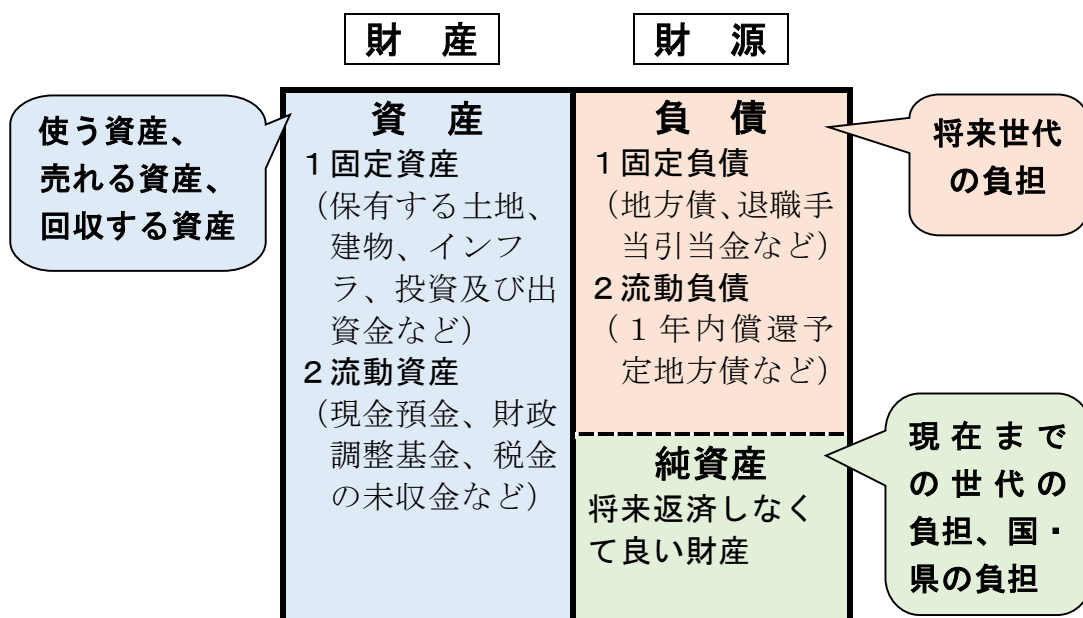 財　産
財　源
使う資産、
売れる資産、
回収する資産
資　産
１固定資産
（保有する土地、
建物、インフ
ラ、投資及び出
資金など）
２流動資産
（現金預金、財政
調整基金、税金
の未収金など）
負　債
１固定負債
（地方債、退職手
当引当金など）
２流動負債
（１年内償還予
定地方債など）
純資産
将来返済しなく
て良い財産
将来世代
の負担
現在まで
の世代の
負担、国・
県の負担